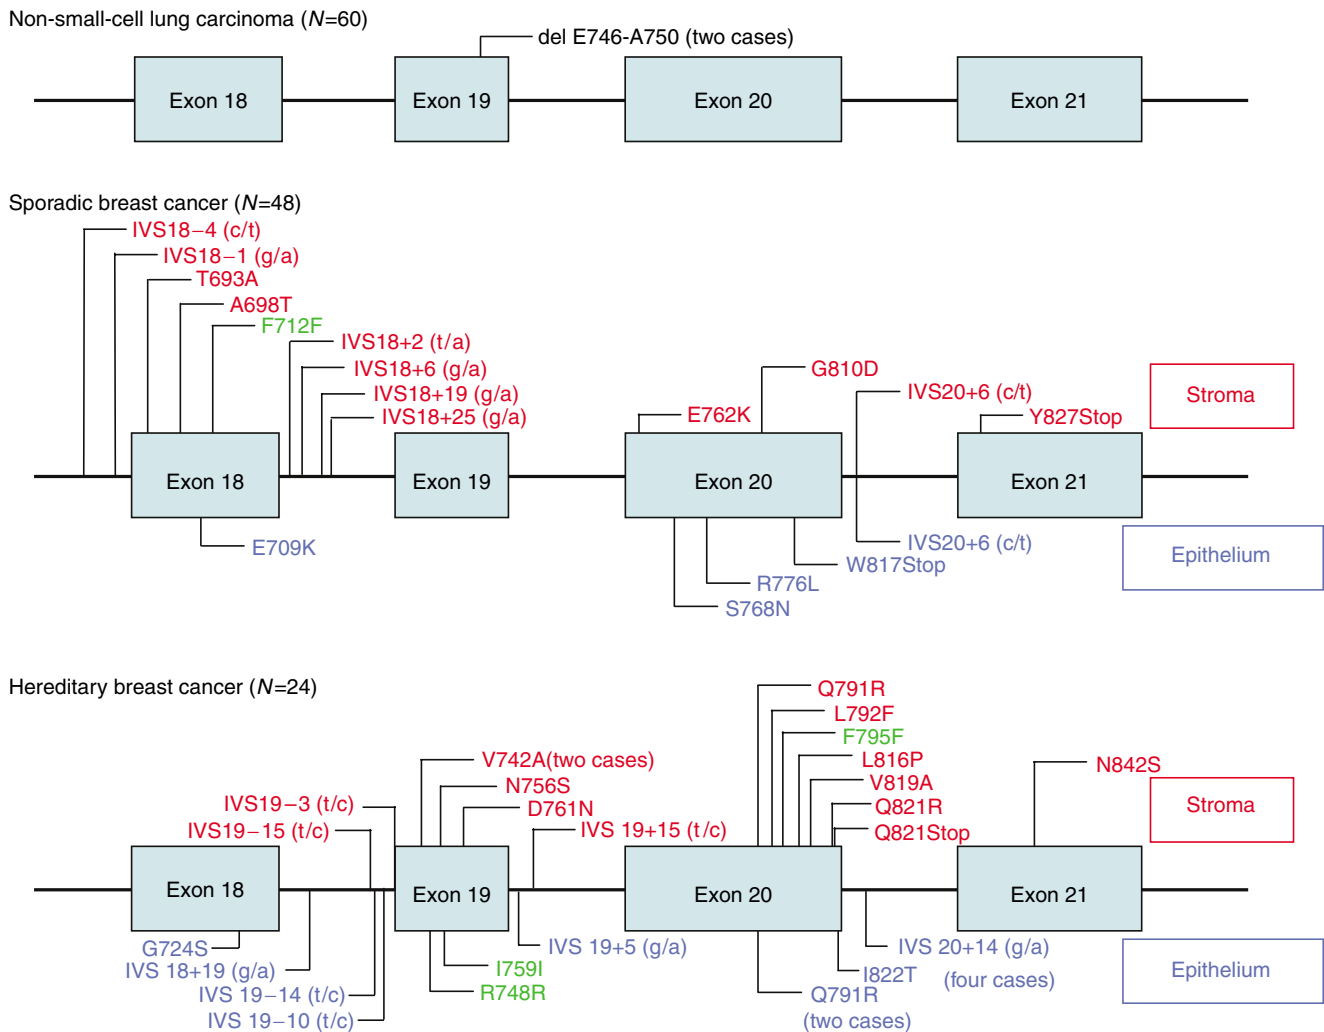 Non-small-cell lung carcinoma (N=60)
del E746-A750 (two cases)
Exon 18
Exon 19
Exon 20
Exon 21
Sporadic breast cancer (N=48)
IVS18−4 (c/t)
IVS18−1 (g/a)
T693A
A698T
F712F
IVS18+2 (t/a)
IVS18+6 (g/a)
IVS18+19 (g/a)
IVS18+25 (g/a)
E762K
G810D
IVS20+6 (c/t)
Y827Stop
Stroma
Exon 18
Exon 19
Exon 20
Exon 21
E709K
S768N
R776L
W817Stop
IVS20+6 (c/t)
Epithelium
Hereditary breast cancer (N=24)
IVS19−3 (t/c)
IVS19−15 (t/c)
V742A(two cases)
N756S
D761N
IVS 19+15 (t/c)
Q791R
L792F
F795F
L816P
V819A
Q821R
Q821Stop
N842S
Stroma
Exon 18
Exon 19
Exon 20
Exon 21
G724S
IVS 18+19 (g/a)
IVS 19−14 (t/c)
IVS 19−10 (t/c)
I759I
R748R
IVS 19+5 (g/a)
Q791R
(two cases)
I822T
IVS 20+14 (g/a)
(four cases)
Epithelium